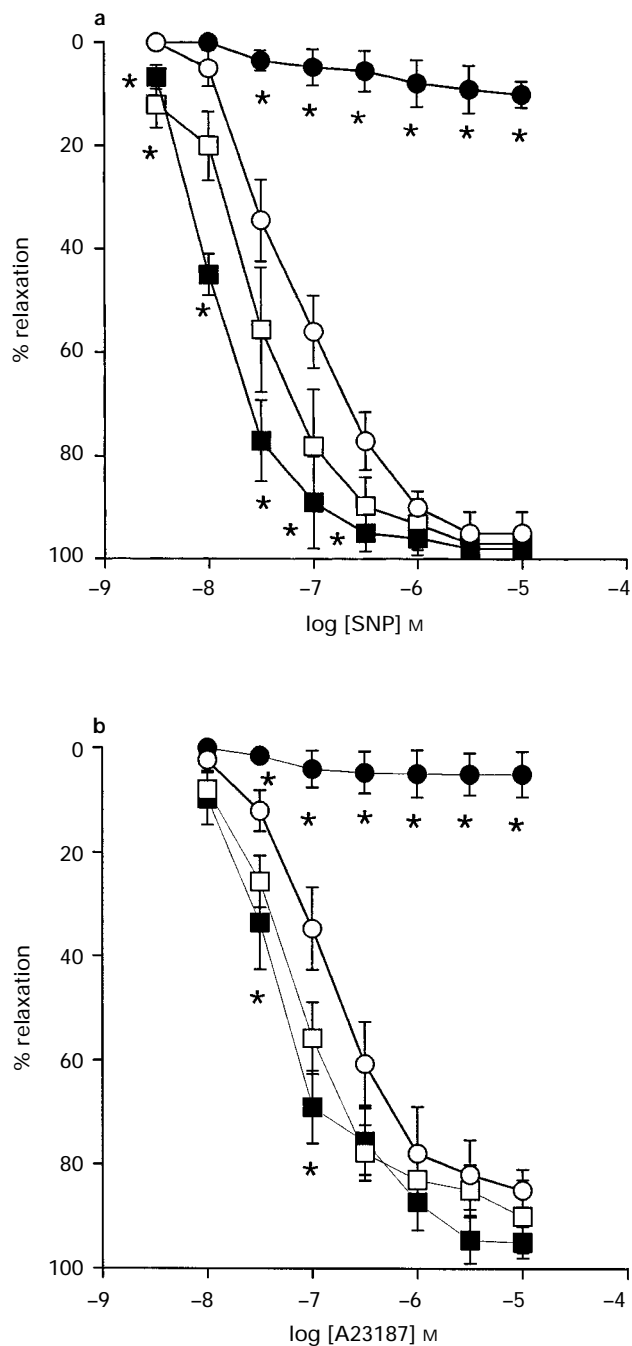 a
0
20
40
60
80
100
% relaxation
* * * * * * *
*
*
* * *
–9 –8 –7 –6 –5 –4
log [SNP] M
b
0
20
40
60
80
100
% relaxation
* * * * * *
*
*
–9 –8 –7 –6 –5 –4
log [A23187] M